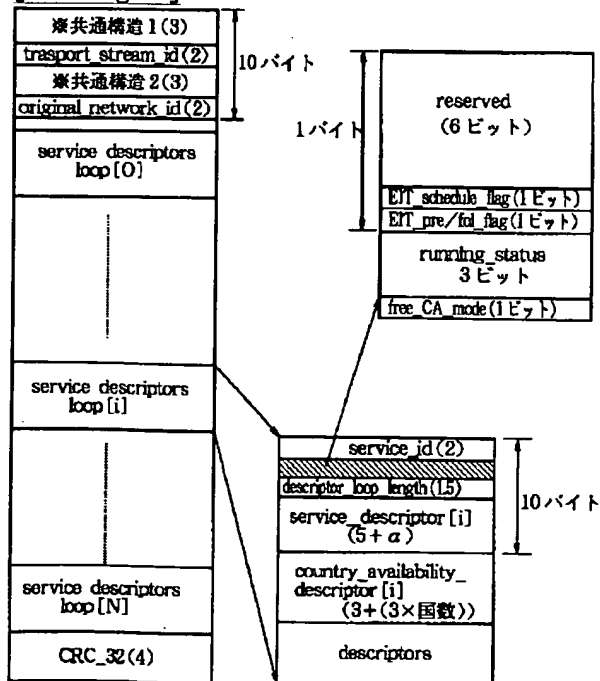 ※共通構造1(3)
trasport_stream_id(2)
※共通構造2(3)
original_network_id(2)
10バイト
service descriptors
loop[0]
service descriptors
loop[i]
service descriptors
loop[N]
CRC_32(4)
1バイト
reserved
(6ビット)
EIT_schedule_flag(1ビット)
EIT_pre/fol_flag(1ビット)
running_status
3ビット
free_CA_mode(1ビット)
service_id(2)
descriptor_loop_length(1.5)
service_descriptor[i]
(5+α)
10バイト
country_availability_
descriptor[i]
(3+(3×国数))
descriptors